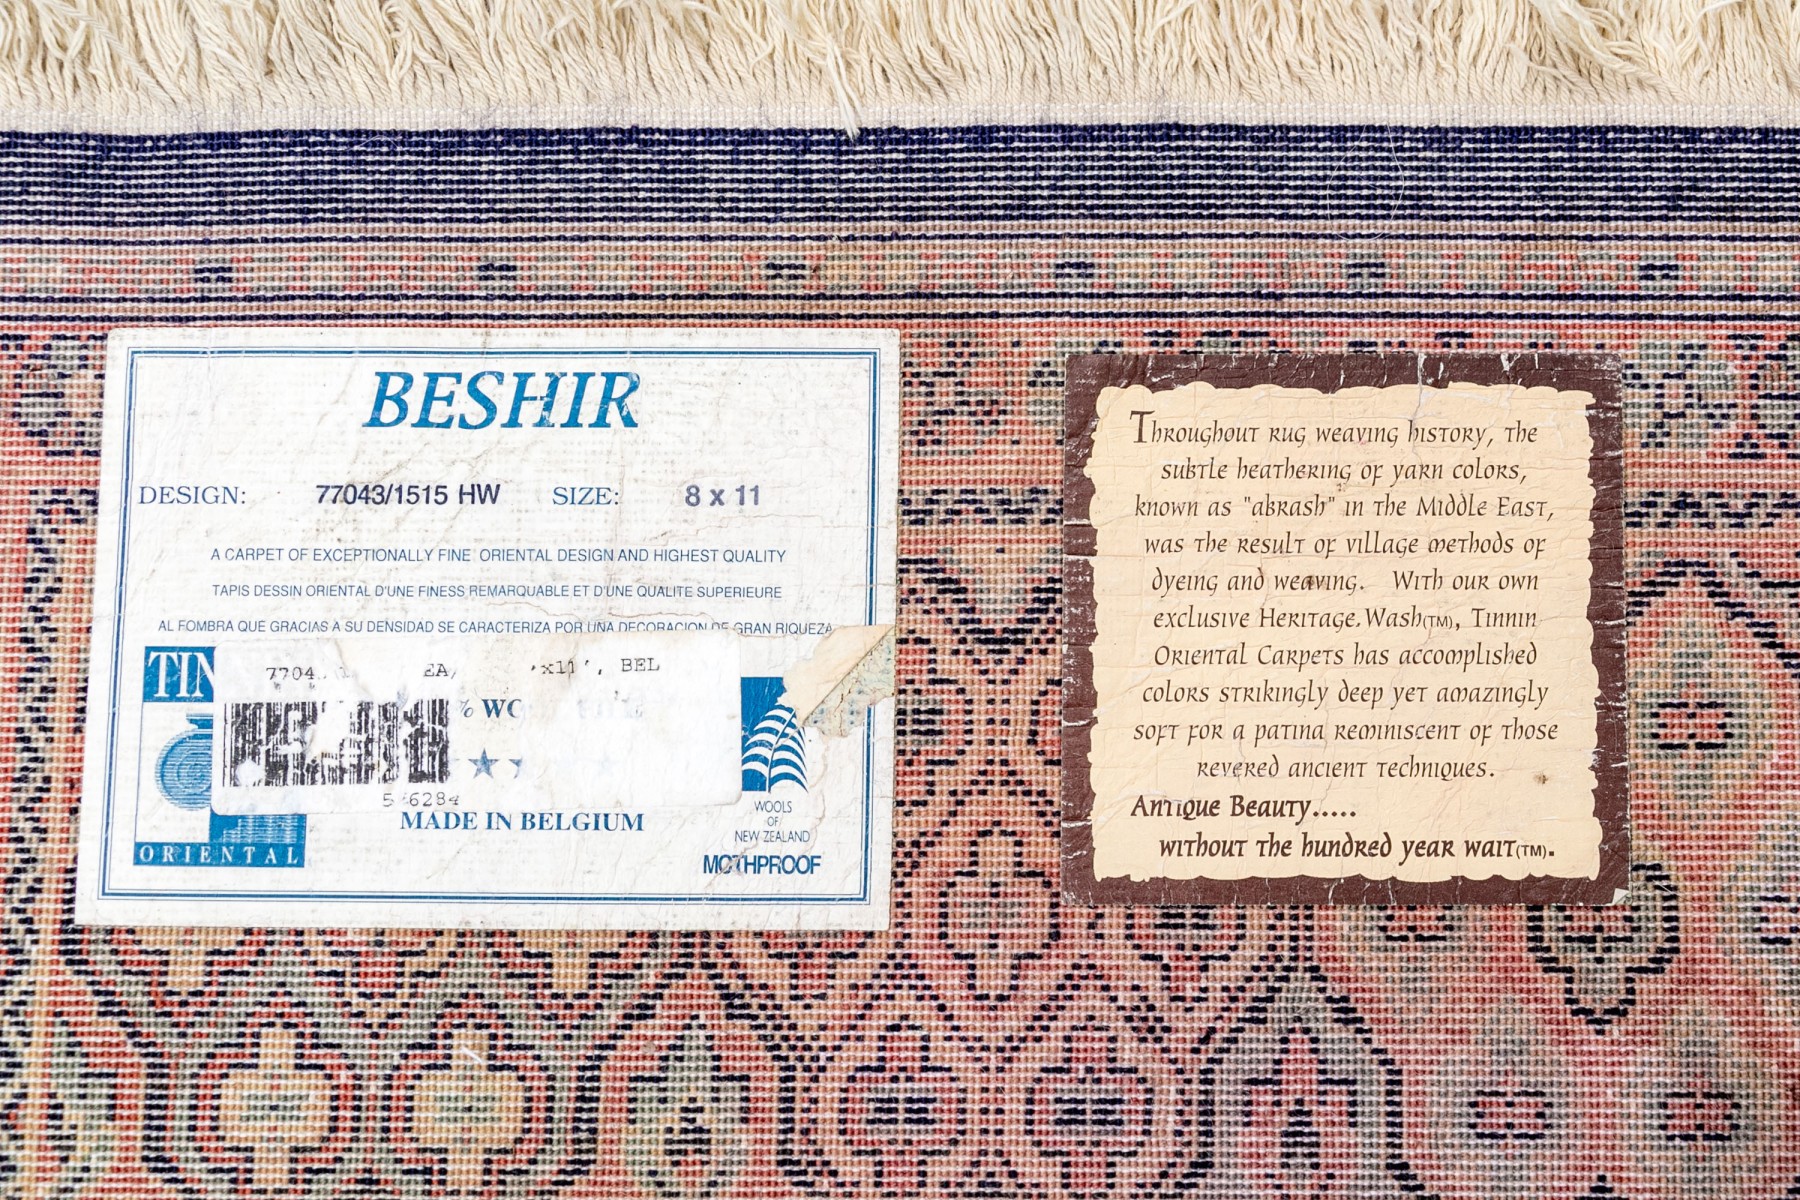 BESHIR
DESIGN: 77043/1515 HW SIZE: 8 x 11
A CARPET OF EXCEPTIONALLY FINE ORIENTAL DESIGN AND HIGHEST QUALITY
TAPIS DESSIN ORIENTAL D'UNE FINESS REMARQUABLE ET D'UNE QUALITE SUPERIEURE
AL FOMBRA QUE GRACIAS A SU DENSIDAD SE CARACTERIZA POR UNA DECORACION DE GRAN RIQUEZA
BEL
MADE IN BELGIUM
ORIENTAL
WOOLS
OF
NEW ZEALAND
MOTHPROOF
Throughout rug weaving history, the
subtle heathering of yarn colors,
known as "abrash" in the Middle East,
was the result of village methods of
dyeing and weaving. With our own
exclusive Heritage Wash(TM), Tinnin
Oriental Carpets has accomplished
colors strikingly deep yet amazingly
soft for a patina reminiscent of those
revered ancient techniques.
Antique Beauty.....
without the hundred year wait(TM).